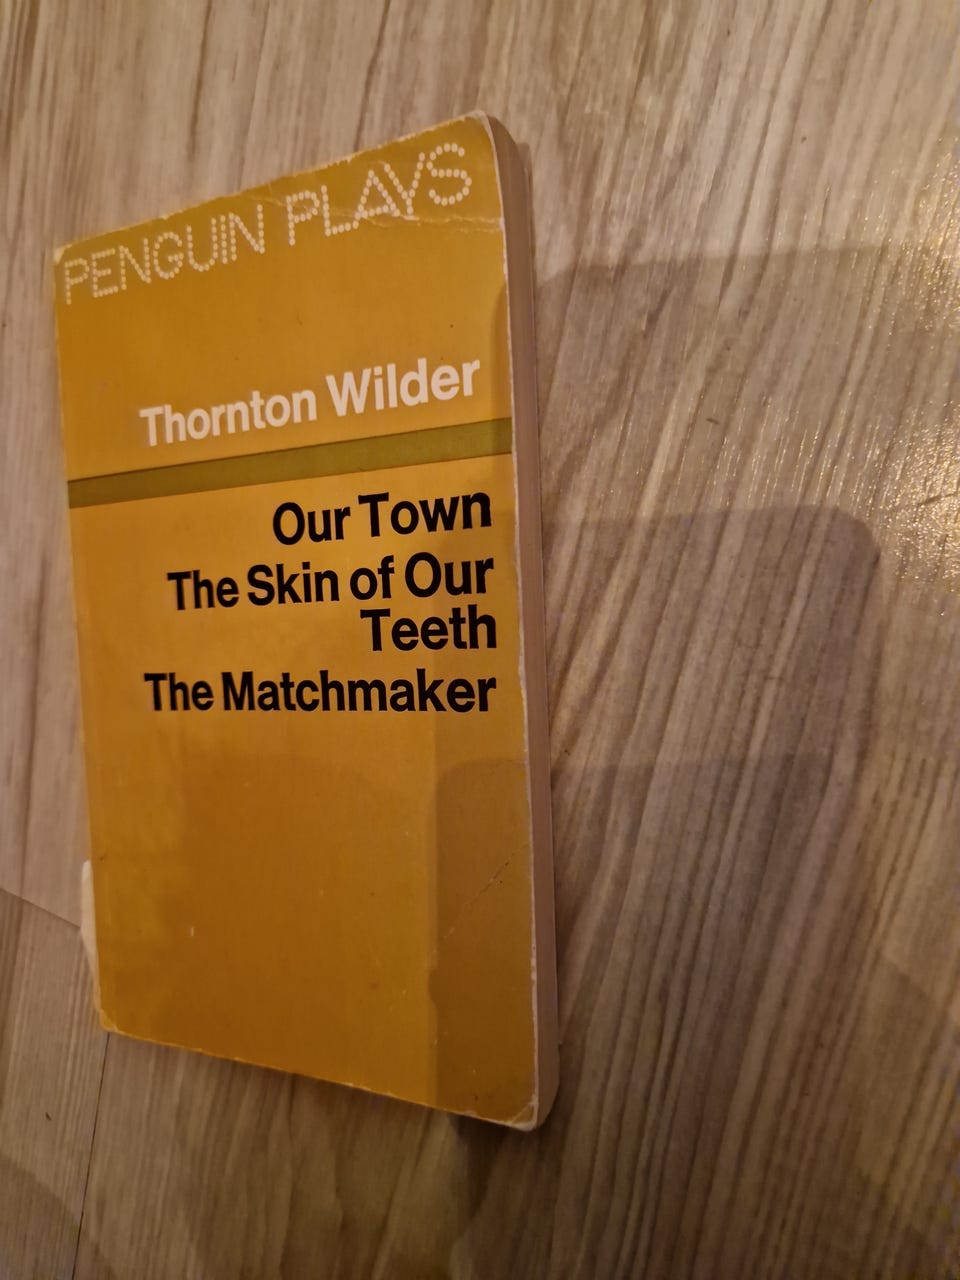 PENGUIN PLAYS
Thornton Wilder
Our Town
The Skin of Our
Teeth
The Matchmaker